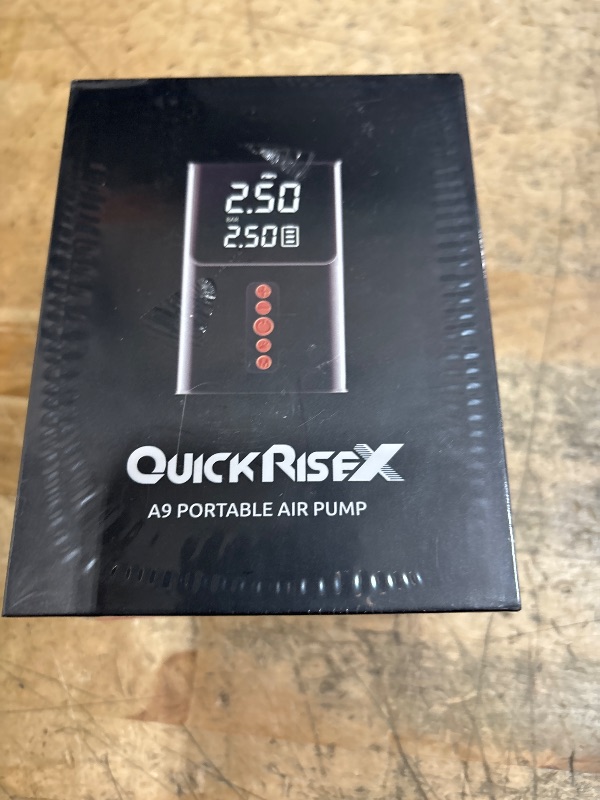 2.50
BAR
2.50
QUICKRISEX
A9 PORTABLE AIR PUMP